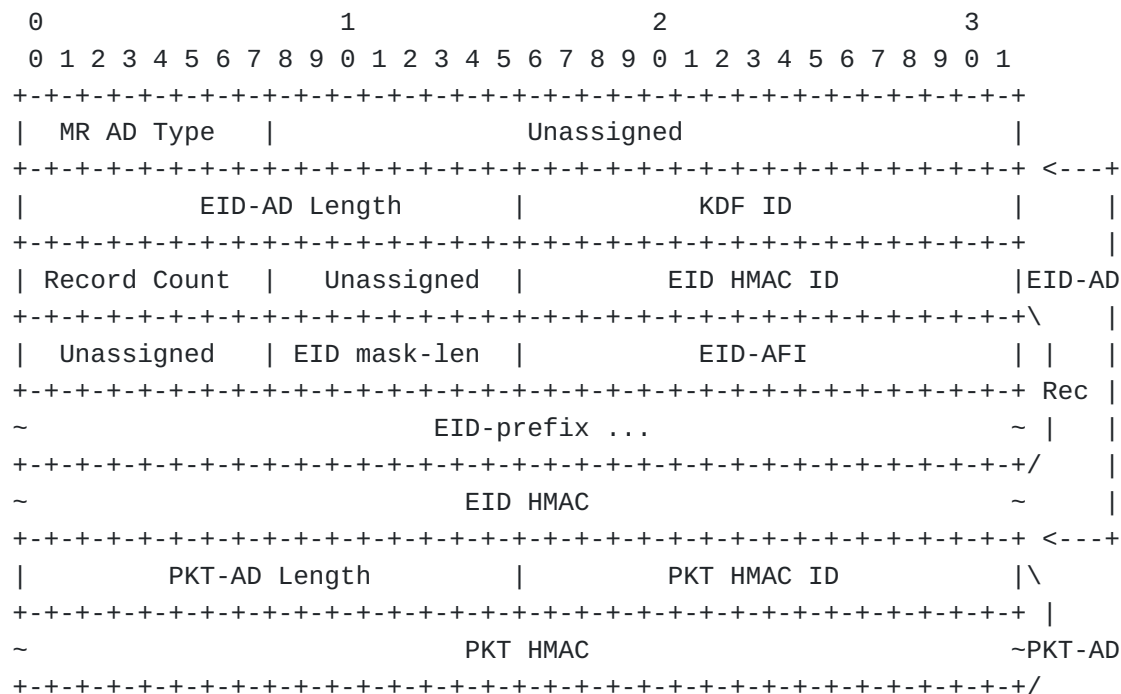 0                   1                   2                   3
 0 1 2 3 4 5 6 7 8 9 0 1 2 3 4 5 6 7 8 9 0 1 2 3 4 5 6 7 8 9 0 1
+-+-+-+-+-+-+-+-+-+-+-+-+-+-+-+-+-+-+-+-+-+-+-+-+-+-+-+-+-+-+-+-+
|  MR AD Type   |                Unassigned                     |
+-+-+-+-+-+-+-+-+-+-+-+-+-+-+-+-+-+-+-+-+-+-+-+-+-+-+-+-+-+-+-+-+ <---+
|           EID-AD Length       |           KDF ID              |     |
+-+-+-+-+-+-+-+-+-+-+-+-+-+-+-+-+-+-+-+-+-+-+-+-+-+-+-+-+-+-+-+-+     |
| Record Count  |   Unassigned  |         EID HMAC ID           |EID-AD
+-+-+-+-+-+-+-+-+-+-+-+-+-+-+-+-+-+-+-+-+-+-+-+-+-+-+-+-+-+-+-+-+\    |
|  Unassigned   | EID mask-len  |           EID-AFI             | |   |
+-+-+-+-+-+-+-+-+-+-+-+-+-+-+-+-+-+-+-+-+-+-+-+-+-+-+-+-+-+-+-+-+ Rec |
~                          EID-prefix ...                       ~ |   |
+-+-+-+-+-+-+-+-+-+-+-+-+-+-+-+-+-+-+-+-+-+-+-+-+-+-+-+-+-+-+-+-+/    |
~                            EID HMAC                           ~     |
+-+-+-+-+-+-+-+-+-+-+-+-+-+-+-+-+-+-+-+-+-+-+-+-+-+-+-+-+-+-+-+-+ <---+
|         PKT-AD Length         |         PKT HMAC ID           |\
+-+-+-+-+-+-+-+-+-+-+-+-+-+-+-+-+-+-+-+-+-+-+-+-+-+-+-+-+-+-+-+-+ |
~                            PKT HMAC                           ~PKT-AD
+-+-+-+-+-+-+-+-+-+-+-+-+-+-+-+-+-+-+-+-+-+-+-+-+-+-+-+-+-+-+-+-+/